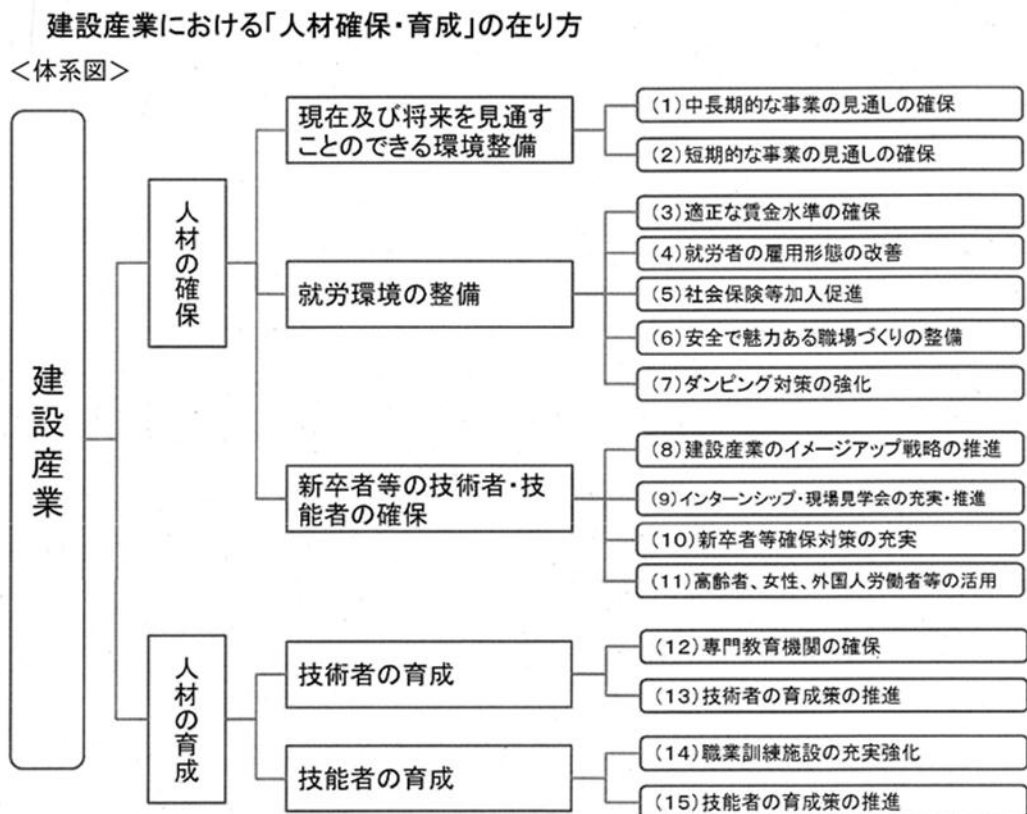 建設産業における「人材確保・育成」の在り方
＜体系図＞
建設産業
人材の確保
現在及び将来を見通す
ことのできる環境整備
(1)中長期的な事業の見通しの確保
(2)短期的な事業の見通しの確保
就労環境の整備
(3)適正な賃金水準の確保
(4)就労者の雇用形態の改善
(5)社会保険等加入促進
(6)安全で魅力ある職場づくりの整備
(7)ダンピング対策の強化
新卒者等の技術者・技
能者の確保
(8)建設産業のイメージアップ戦略の推進
(9)インターンシップ・現場見学会の充実・推進
(10)新卒者等確保対策の充実
(11)高齢者、女性、外国人労働者等の活用
人材の育成
技術者の育成
(12)専門教育機関の確保
(13)技術者の育成策の推進
技能者の育成
(14)職業訓練施設の充実強化
(15)技能者の育成策の推進